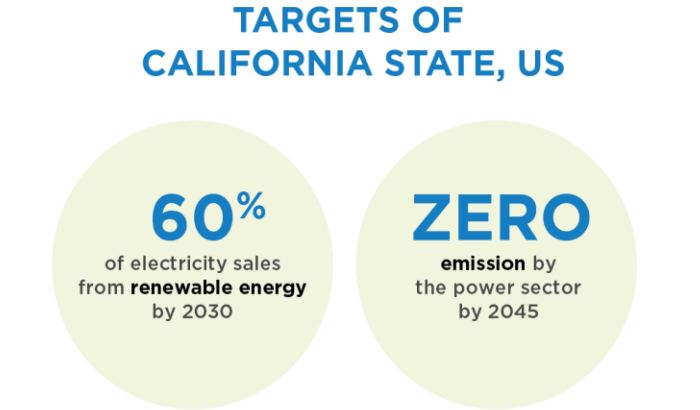 TARGETS OF
CALIFORNIA STATE, US
60%
of electricity sales
from renewable energy
by 2030
ZERO
emission by
the power sector
by 2045